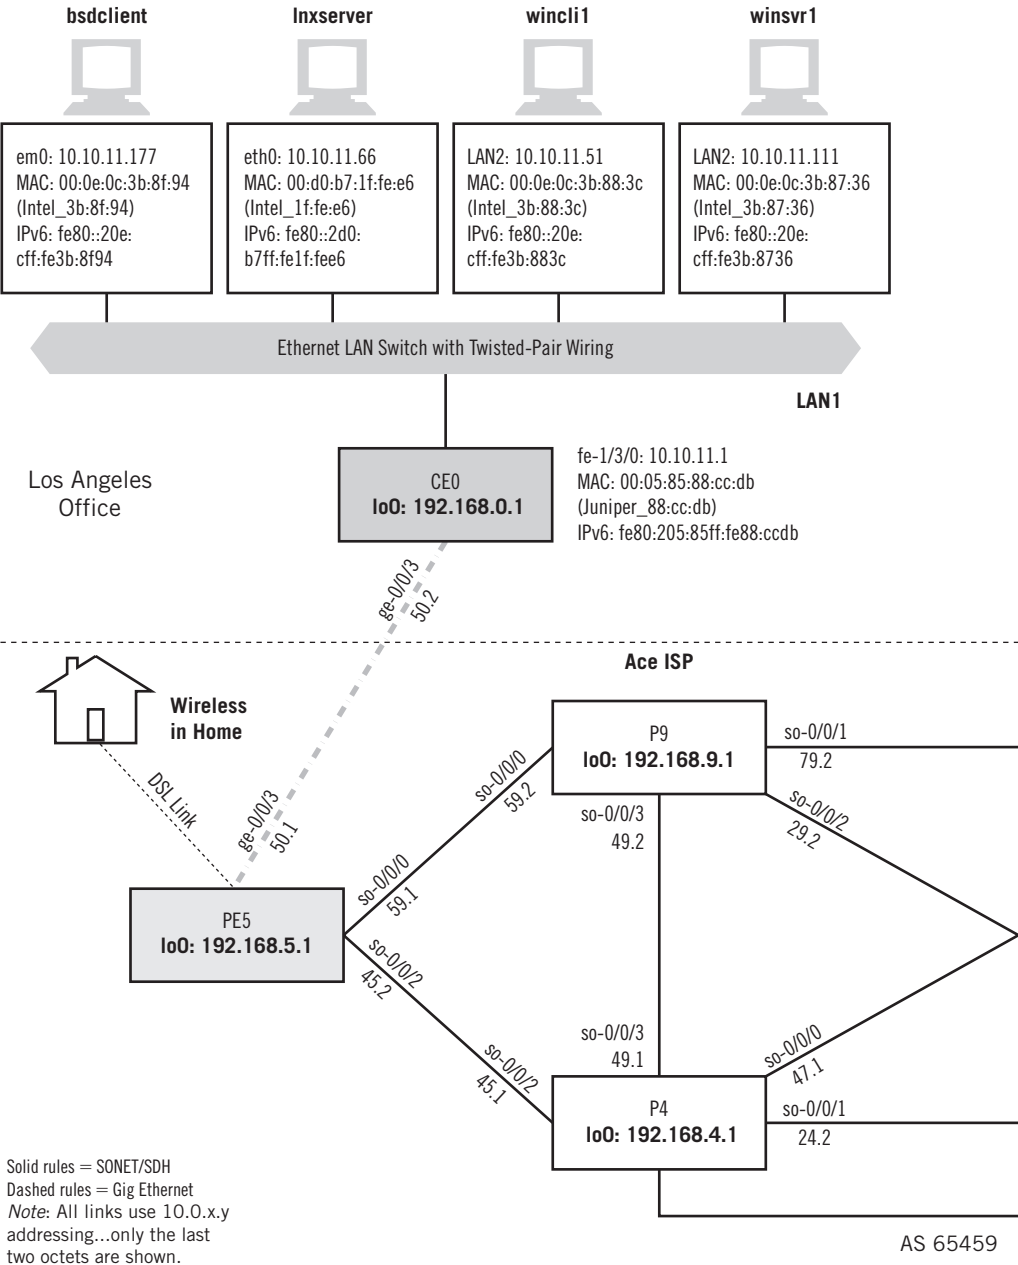 bsdclient
lnxserver
wincli1
winsvr1
em0: 10.10.11.177
MAC: 00:0e:0c:3b:8f:94
(Intel_3b:8f:94)
IPv6: fe80::20e:
cff:fe3b:8f94
eth0: 10.10.11.66
MAC: 00:d0:b7:1f:fe:e6
(Intel_1f:fe:e6)
IPv6: fe80::2d0:
b7ff:fe1f:fee6
LAN2: 10.10.11.51
MAC: 00:0e:0c:3b:88:3c
(Intel_3b:88:3c)
IPv6: fe80::20e:
cff:fe3b:883c
LAN2: 10.10.11.111
MAC: 00:0e:0c:3b:87:36
(Intel_3b:87:36)
IPv6: fe80::20e:
cff:fe3b:8736
Ethernet LAN Switch with Twisted-Pair Wiring
LAN1
Los Angeles
Office
CE0
lo0: 192.168.0.1
fe-1/3/0: 10.10.11.1
MAC: 00:05:85:88:cc:db
(Juniper_88:cc:db)
IPv6: fe80:205:85ff:fe88:ccdb
ge-0/0/3
50.2
Ace ISP
Wireless
in Home
DSL Link
ge-0/0/3
50.1
P9
lo0: 192.168.9.1
so-0/0/1
79.2
so-0/0/0
59.2
so-0/0/3
49.2
so-0/0/2
29.2
so-0/0/0
59.1
PE5
lo0: 192.168.5.1
so-0/0/2
45.2
so-0/0/3
49.1
so-0/0/0
47.1
so-0/0/2
45.1
P4
lo0: 192.168.4.1
so-0/0/1
24.2
Solid rules = SONET/SDH
Dashed rules = Gig Ethernet
Note: All links use 10.0.x.y
addressing...only the last
two octets are shown.
AS 65459